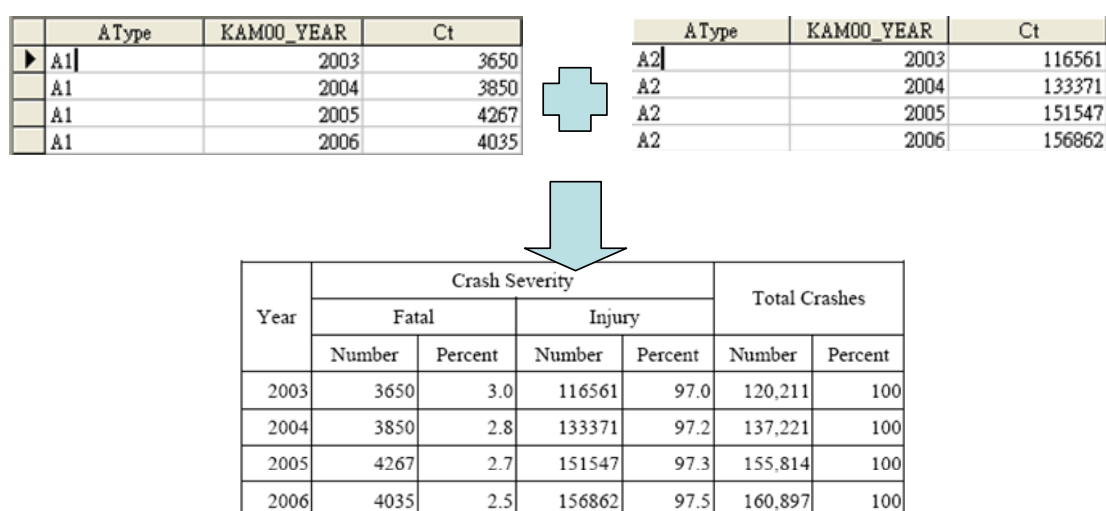 AType KAM00_YEAR Ct
A1 2003 3650
A1 2004 3850
A1 2005 4267
A1 2006 4035
AType KAM00_YEAR Ct
A2 2003 116561
A2 2004 133371
A2 2005 151547
A2 2006 156862
Year Crash Severity Total Crashes
Fatal Injury
Number Percent Number Percent Number Percent
2003 3650 3.0 116561 97.0 120,211 100
2004 3850 2.8 133371 97.2 137,221 100
2005 4267 2.7 151547 97.3 155,814 100
2006 4035 2.5 156862 97.5 160,897 100